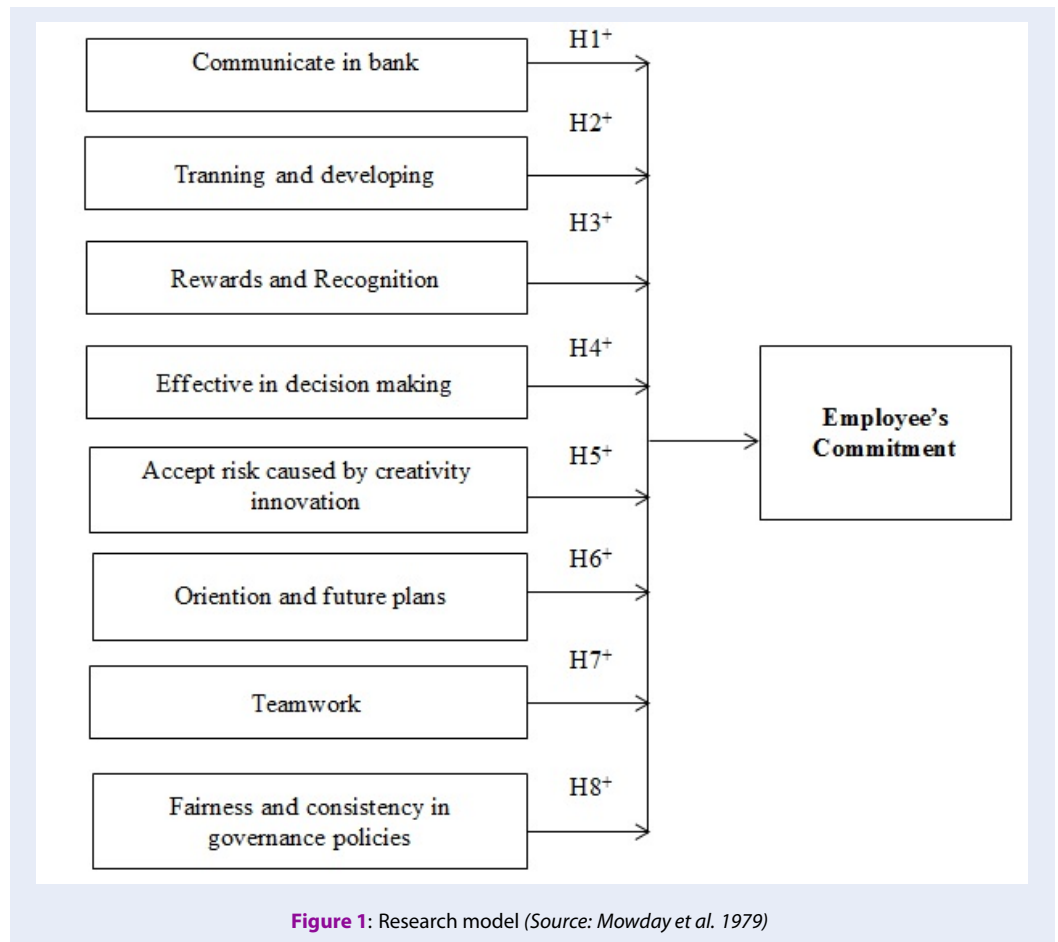 Communicate in bank
H1+
Tranning and developing
H2+
Rewards and Recognition
H3+
Effective in decision making
H4+
Accept risk caused by creativity
innovation
H5+
Oriention and future plans
H6+
Teamwork
H7+
Fairness and consistency in
governance policies
H8+
Employee’s
Commitment
Figure 1: Research model (Source: Mowday et al. 1979)